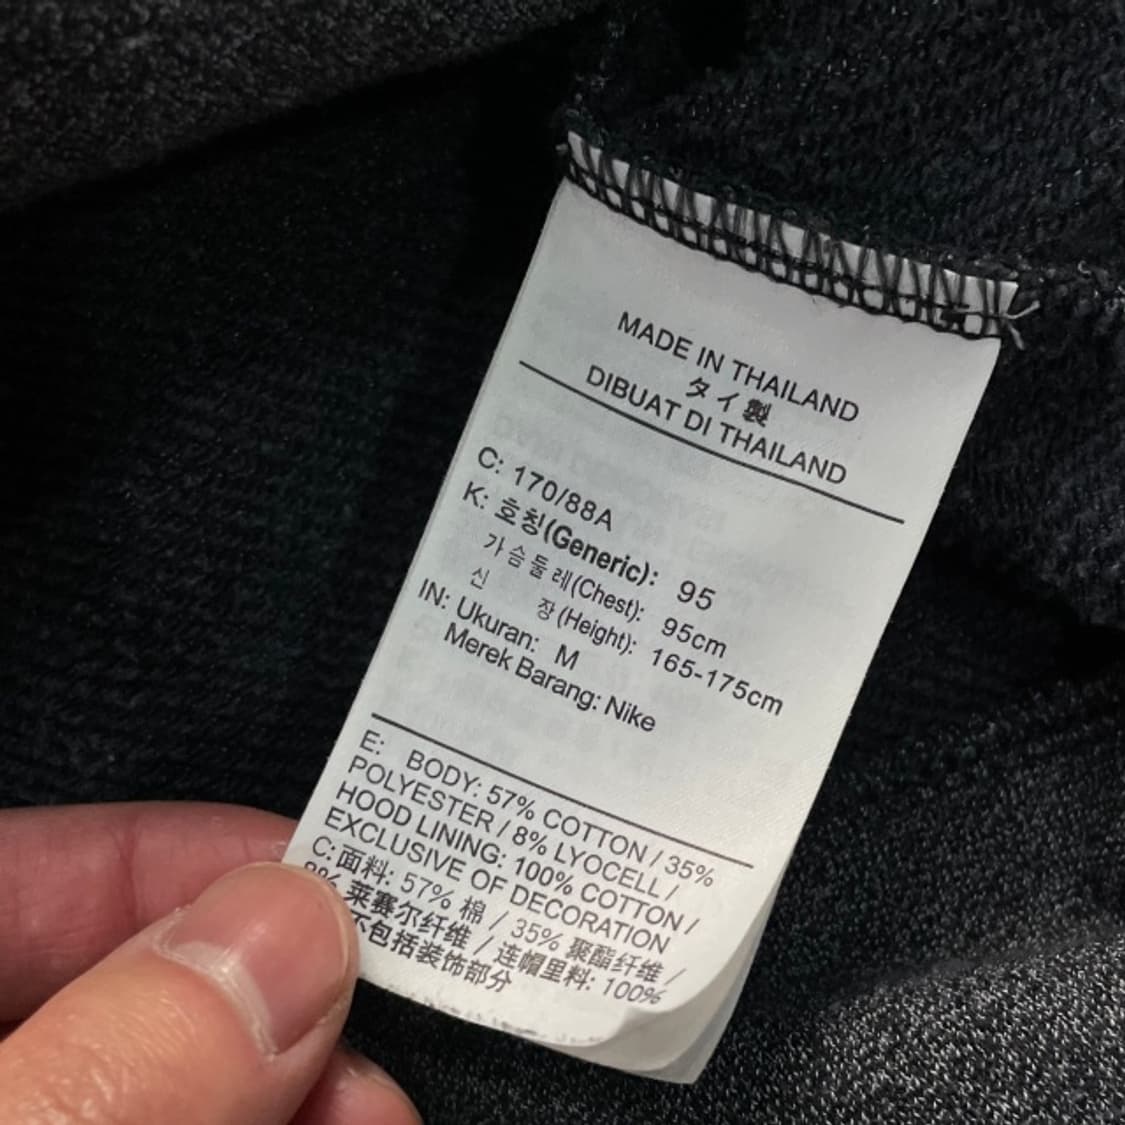 MADE IN THAILAND
タイ製
DIBUAT DI THAILAND
C: 170/88A
K: 호칭(Generic): 95
가슴둘레(Chest): 95cm
신 장(Height): 165-175cm
IN: Ukuran: M
Merek Barang: Nike
E: BODY: 57% COTTON / 35%
POLYESTER / 8% LYOCELL /
HOOD LINING: 100% COTTON /
EXCLUSIVE OF DECORATION
C: 面料: 57% 棉 / 35% 聚酯纤维 /
8% 莱赛尔纤维 / 连帽里料: 100%
不包括装饰部分